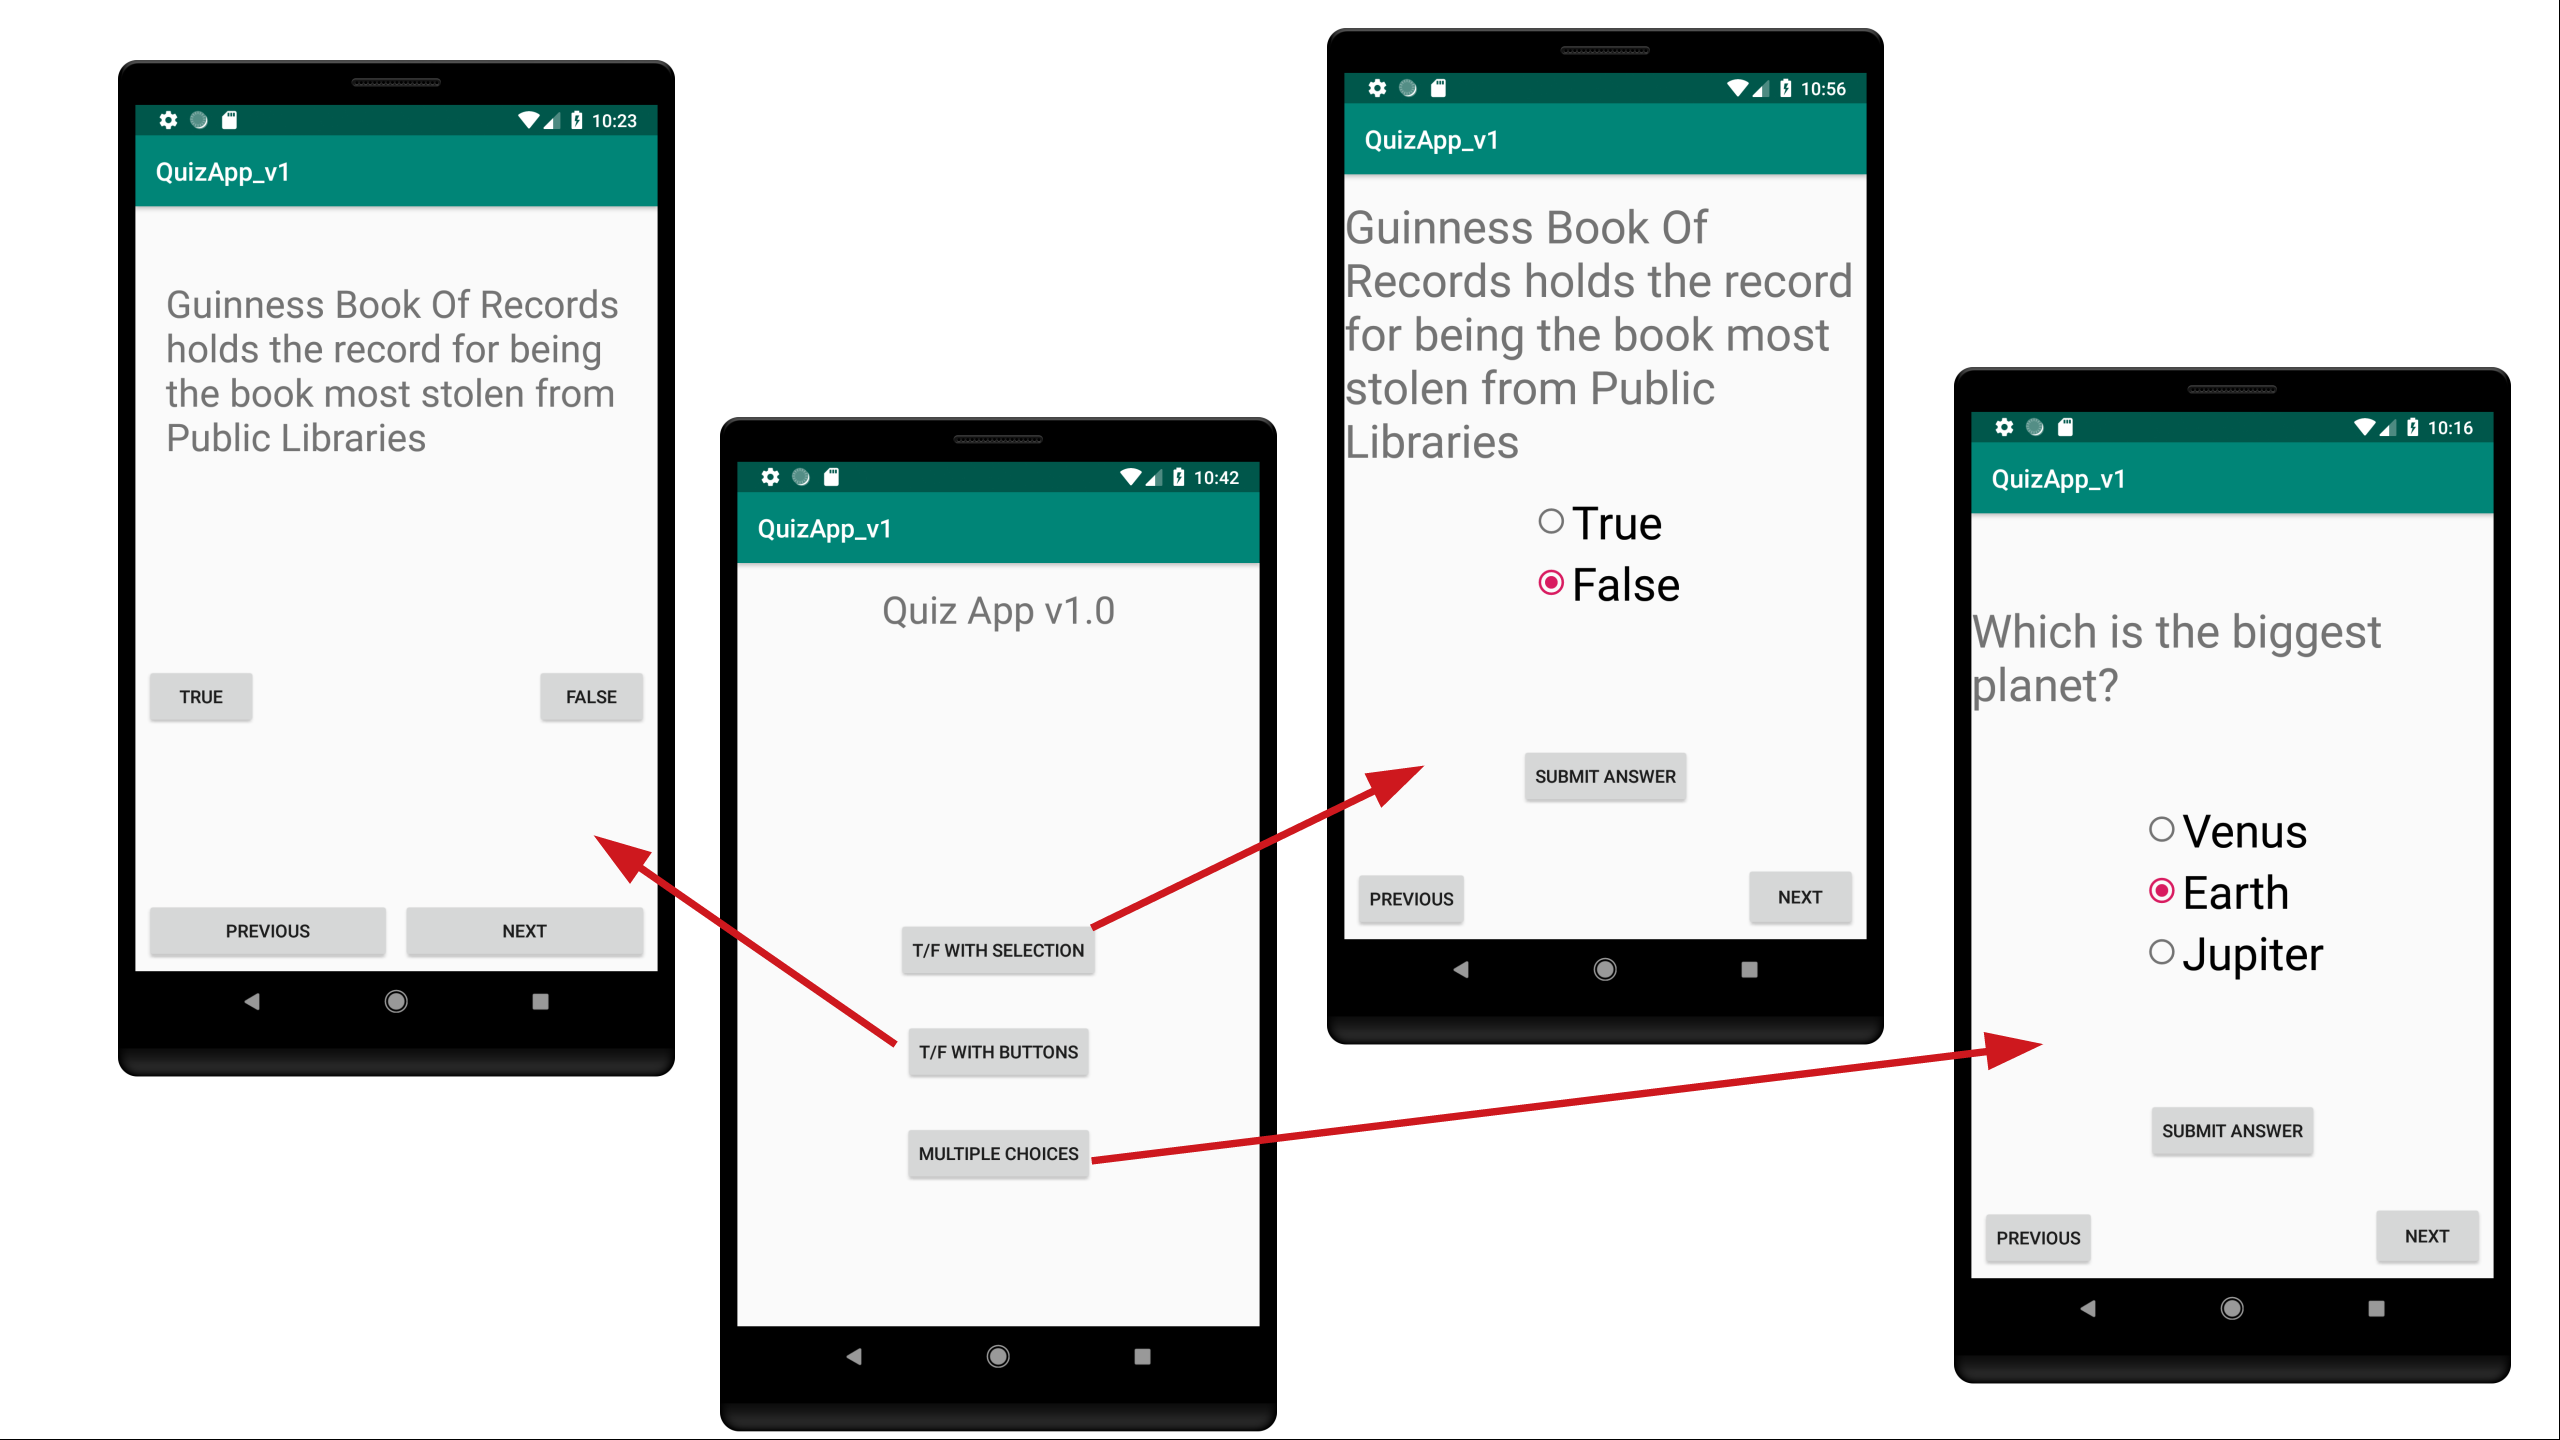 10:23
QuizApp_v1
Guinness Book Of Records
holds the record for being
the book most stolen from
Public Libraries
TRUE
FALSE
PREVIOUS
NEXT
10:42
QuizApp_v1
Quiz App v1.0
T/F WITH SELECTION
T/F WITH BUTTONS
MULTIPLE CHOICES
10:56
QuizApp_v1
Guinness Book Of
Records holds the record
for being the book most
stolen from Public
Libraries
True
False
SUBMIT ANSWER
PREVIOUS
NEXT
10:16
QuizApp_v1
Which is the biggest
planet?
Venus
Earth
Jupiter
SUBMIT ANSWER
PREVIOUS
NEXT